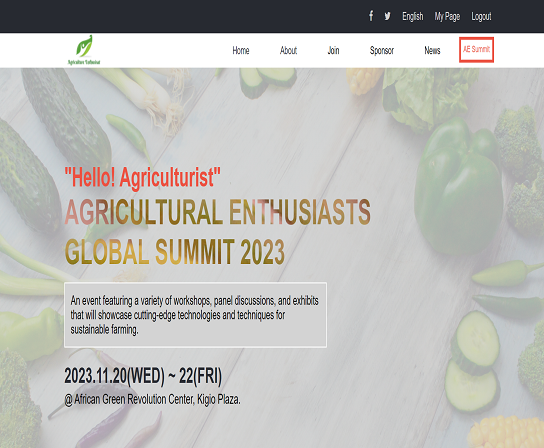 English My Page Logout
Home About Join Sponsor News AE Summit
"Hello! Agriculturist"
AGRICULTURAL ENTHUSIASTS
GLOBAL SUMMIT 2023
An event featuring a variety of workshops, panel discussions, and exhibits
that will showcase cutting-edge technologies and techniques for
sustainable farming.
2023.11.20(WED) ~ 22(FRI)
@ African Green Revolution Center, Kigio Plaza.